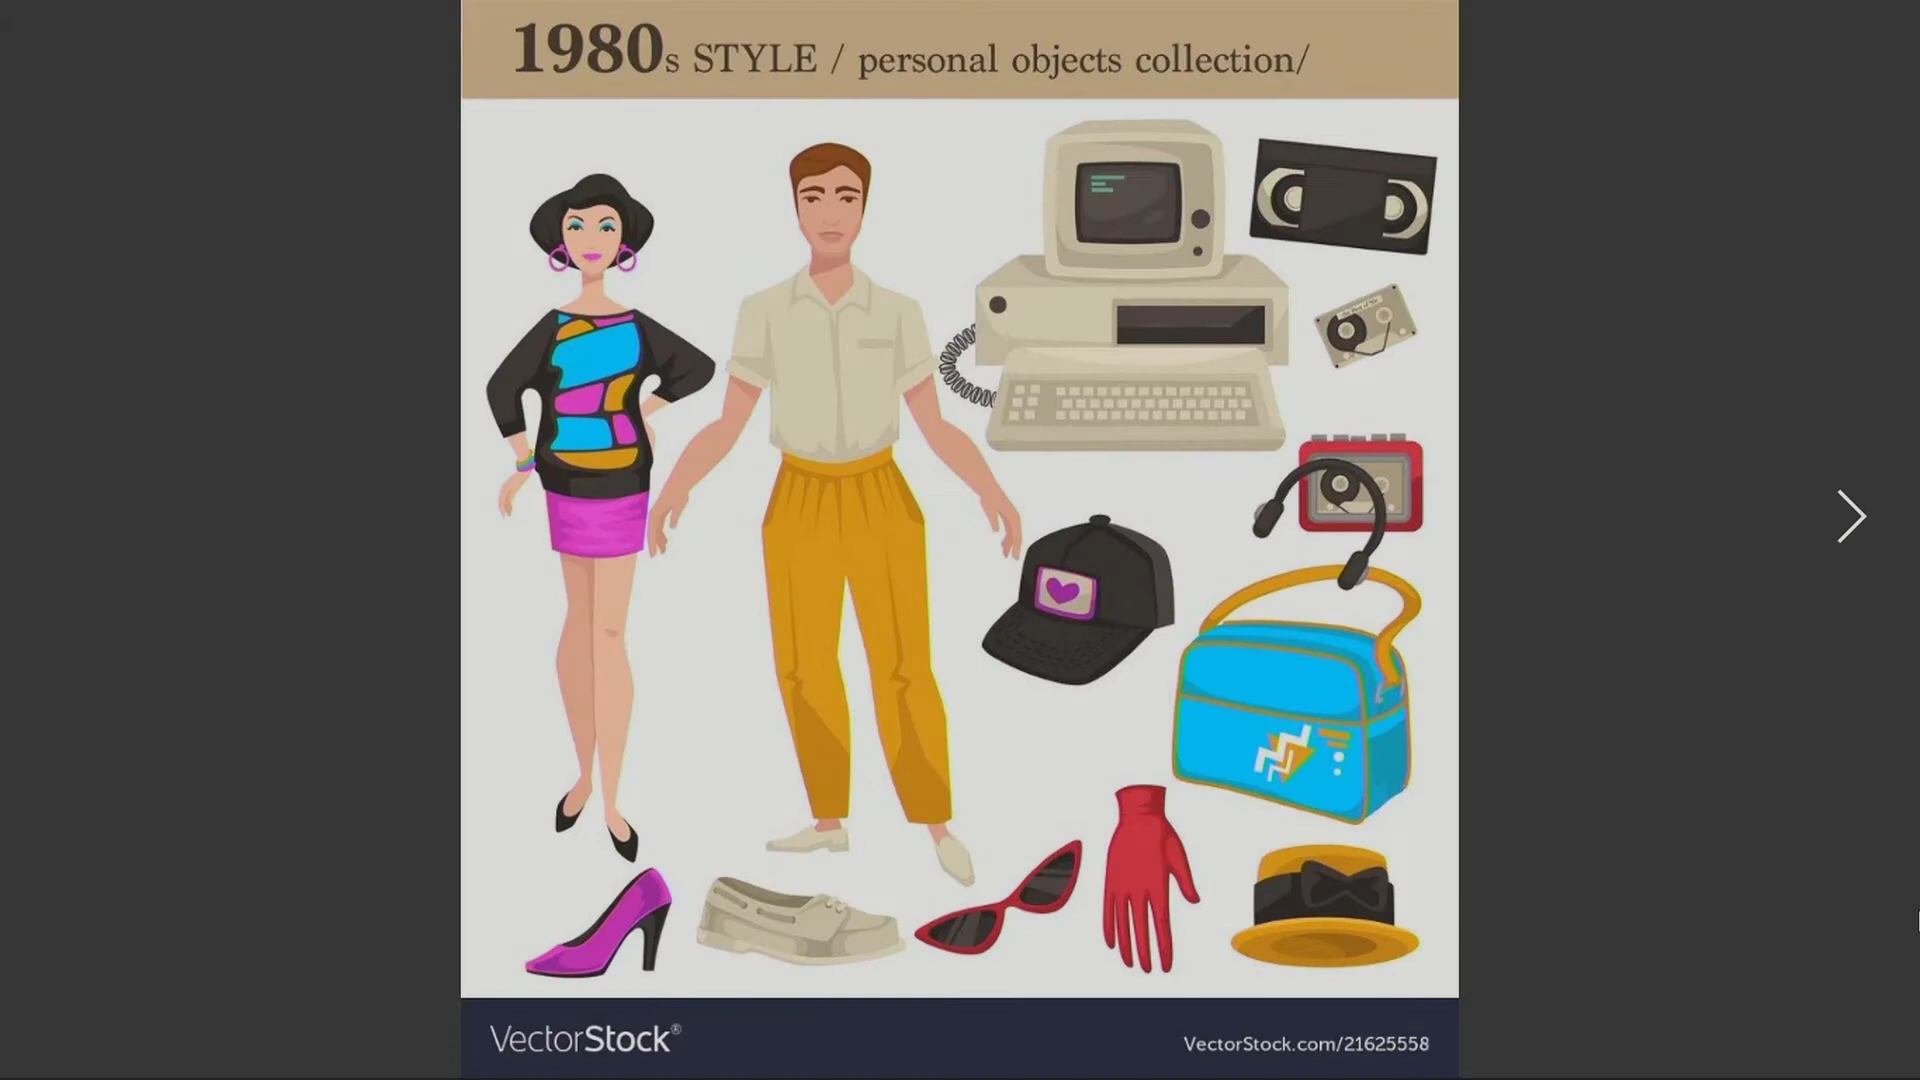 1980s STYLE / personal objects collection/
VectorStock®
VectorStock.com/21625558